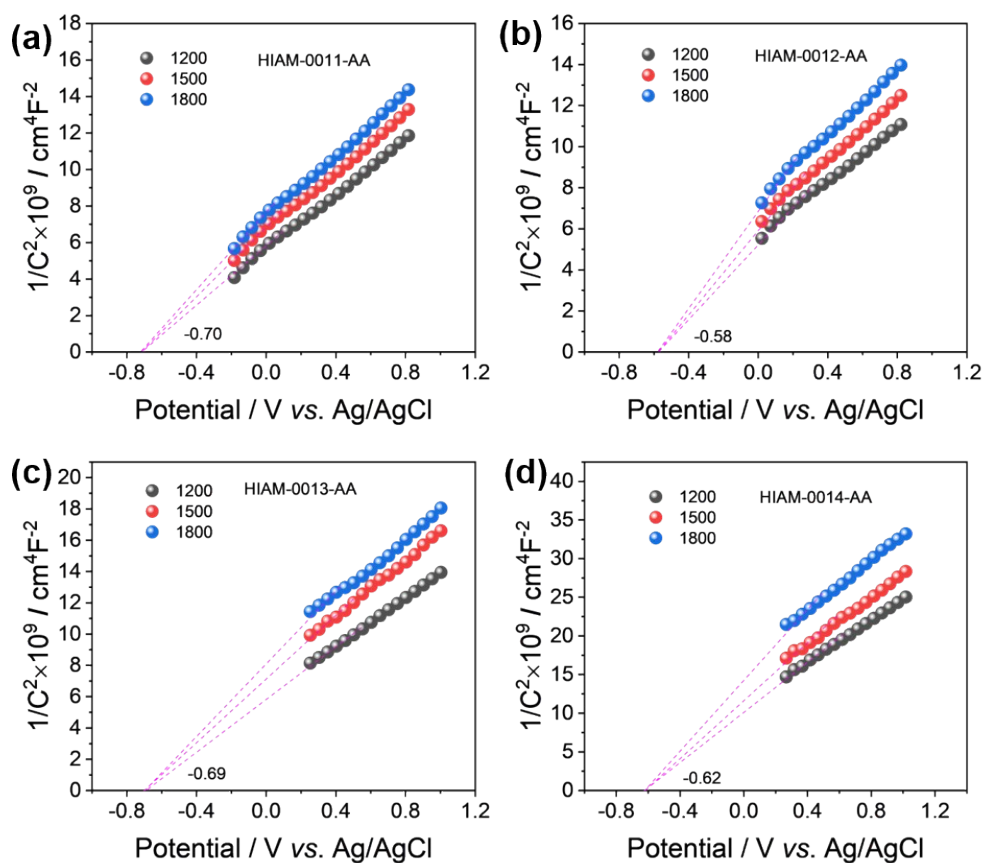 (a)
18
16
14
12
10
8
6
4
2
0
1/C²×10⁹ / cm⁴F⁻²
1200
1500
1800
HIAM-0011-AA
-0.70
-0.8 -0.4 0.0 0.4 0.8 1.2
Potential / V vs. Ag/AgCl
(b)
16
14
12
10
8
6
4
2
0
1/C²×10⁹ / cm⁴F⁻²
1200
1500
1800
HIAM-0012-AA
-0.58
-0.8 -0.4 0.0 0.4 0.8 1.2
Potential / V vs. Ag/AgCl
(c)
20
18
16
14
12
10
8
6
4
2
0
1/C²×10⁹ / cm⁴F⁻²
1200
1500
1800
HIAM-0013-AA
-0.69
-0.8 -0.4 0.0 0.4 0.8 1.2
Potential / V vs. Ag/AgCl
(d)
40
35
30
25
20
15
10
5
0
1/C²×10⁹ / cm⁴F⁻²
1200
1500
1800
HIAM-0014-AA
-0.62
-0.8 -0.4 0.0 0.4 0.8 1.2
Potential / V vs. Ag/AgCl